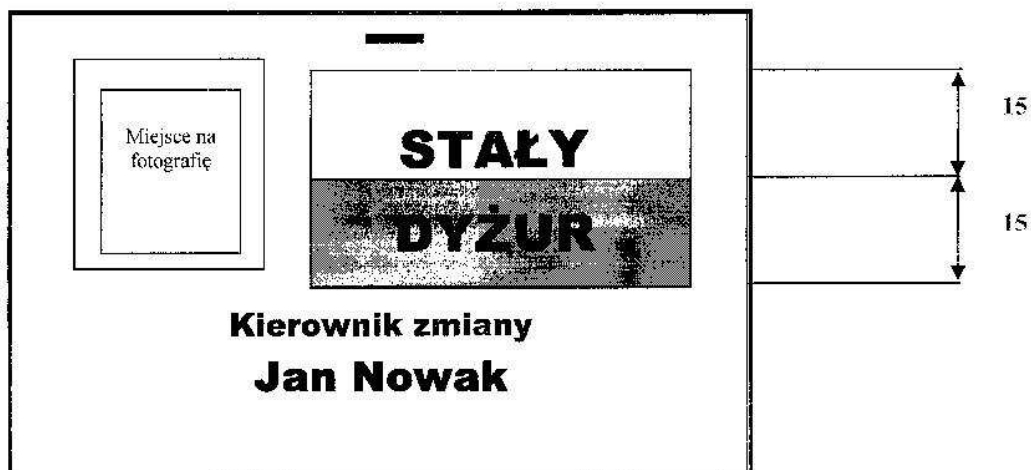 Miejsce na
fotografię
STAŁY
DYŻUR
Kierownik zmiany
Jan Nowak
15
15